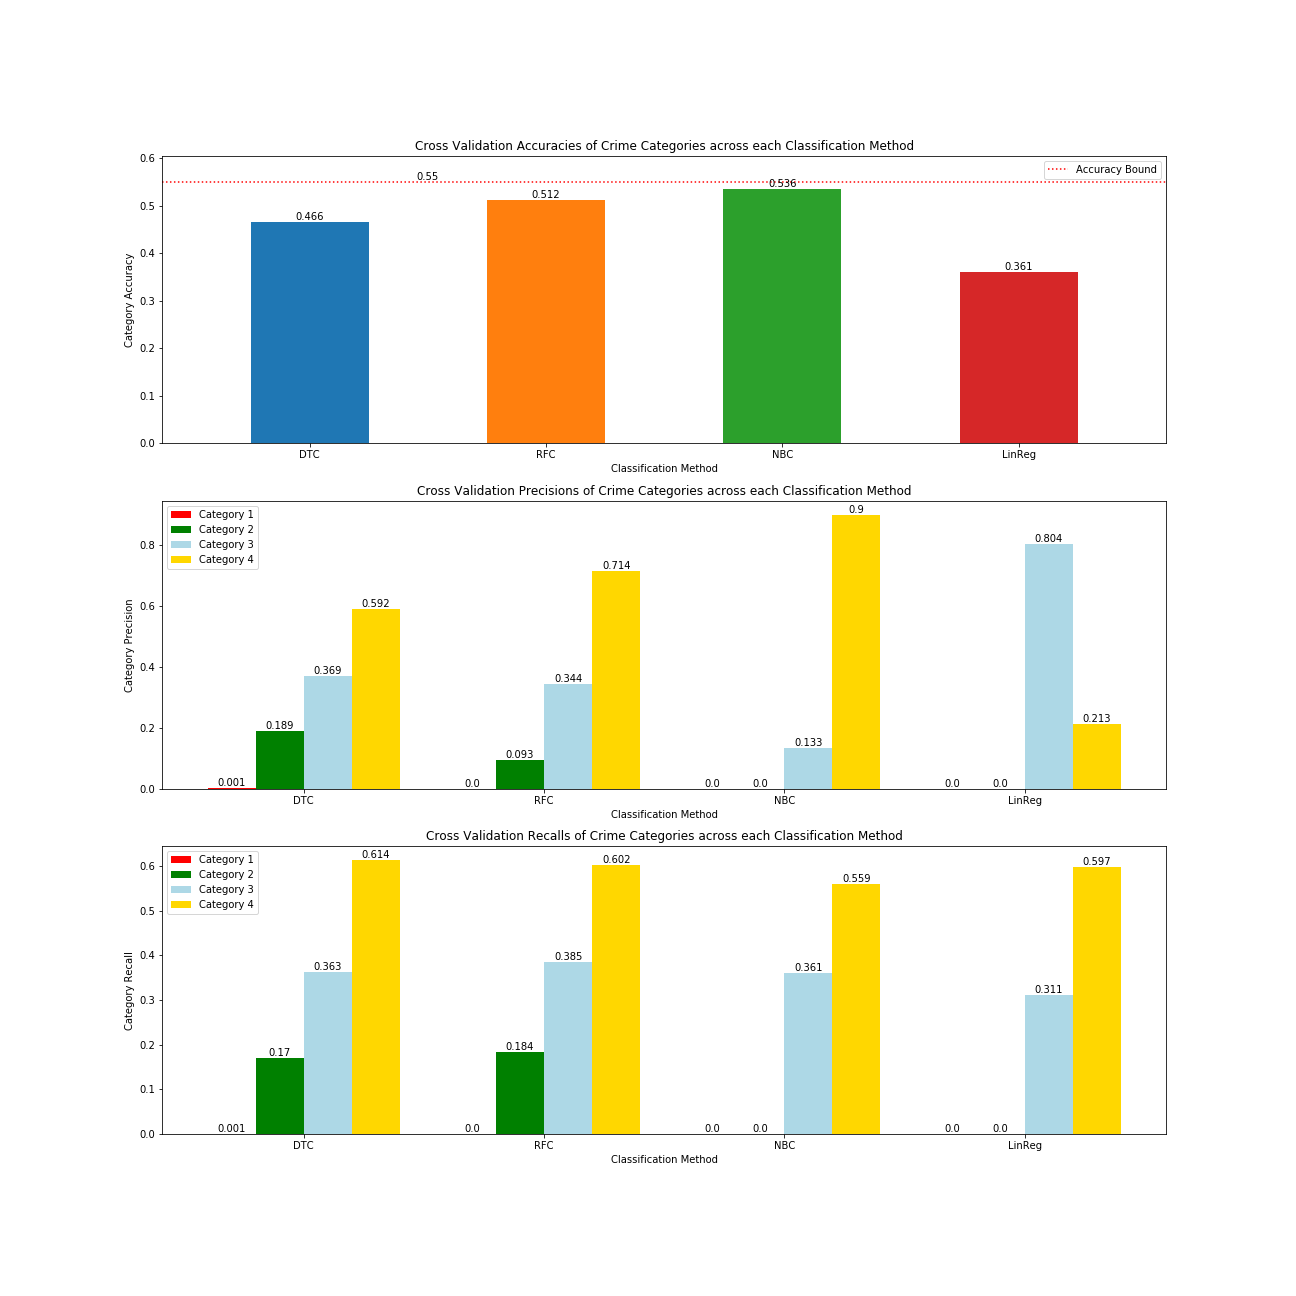 Cross Validation Accuracies of Crime Categories across each Classification Method
Category Accuracy
0.6
0.5
0.4
0.3
0.2
0.1
0.0
0.55
Accuracy Bound
0.466
0.512
0.536
0.361
DTC RFC NBC LinReg
Classification Method
Cross Validation Precisions of Crime Categories across each Classification Method
Category Precision
0.8
0.6
0.4
0.2
0.0
Category 1
Category 2
Category 3
Category 4
0.001 0.189 0.369 0.592
0.0 0.093 0.344 0.714
0.0 0.0 0.133 0.9
0.0 0.0 0.804 0.213
DTC RFC NBC LinReg
Classification Method
Cross Validation Recalls of Crime Categories across each Classification Method
Category Recall
0.6
0.5
0.4
0.3
0.2
0.1
0.0
Category 1
Category 2
Category 3
Category 4
0.001 0.17 0.363 0.614
0.0 0.184 0.385 0.602
0.0 0.0 0.361 0.559
0.0 0.0 0.311 0.597
DTC RFC NBC LinReg
Classification Method